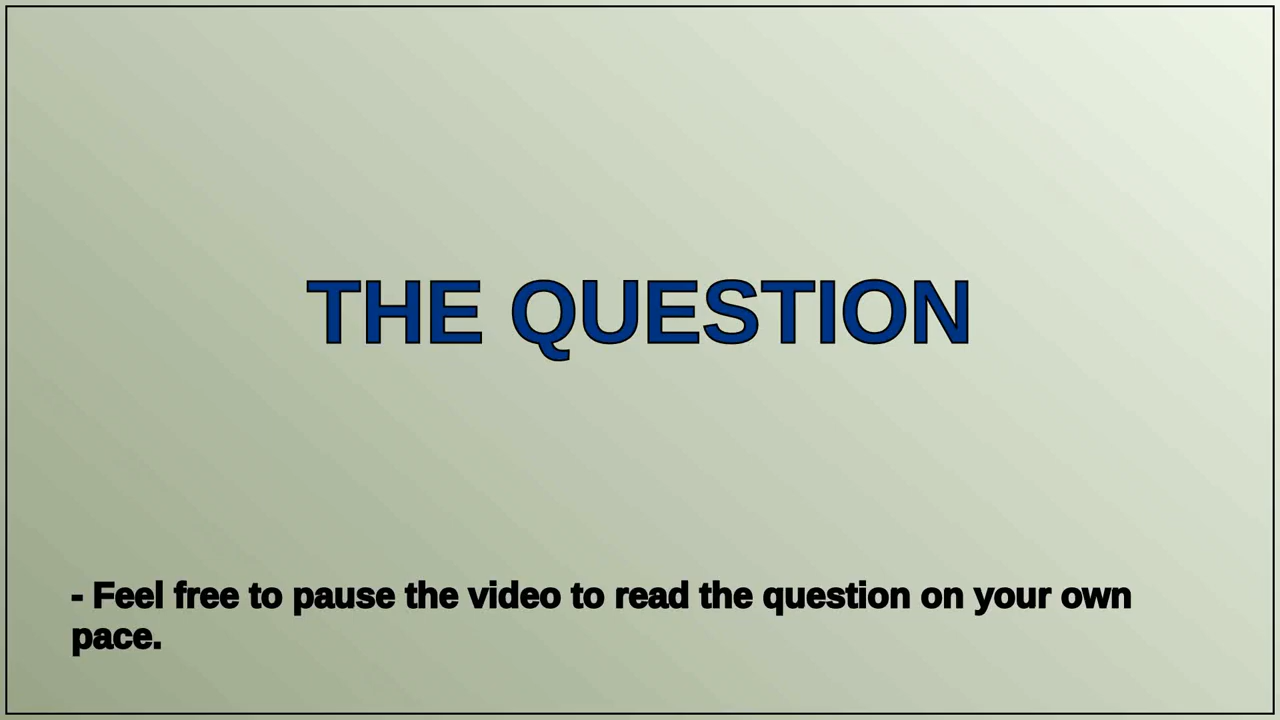 THE QUESTION
- Feel free to pause the video to read the question on your own
pace.